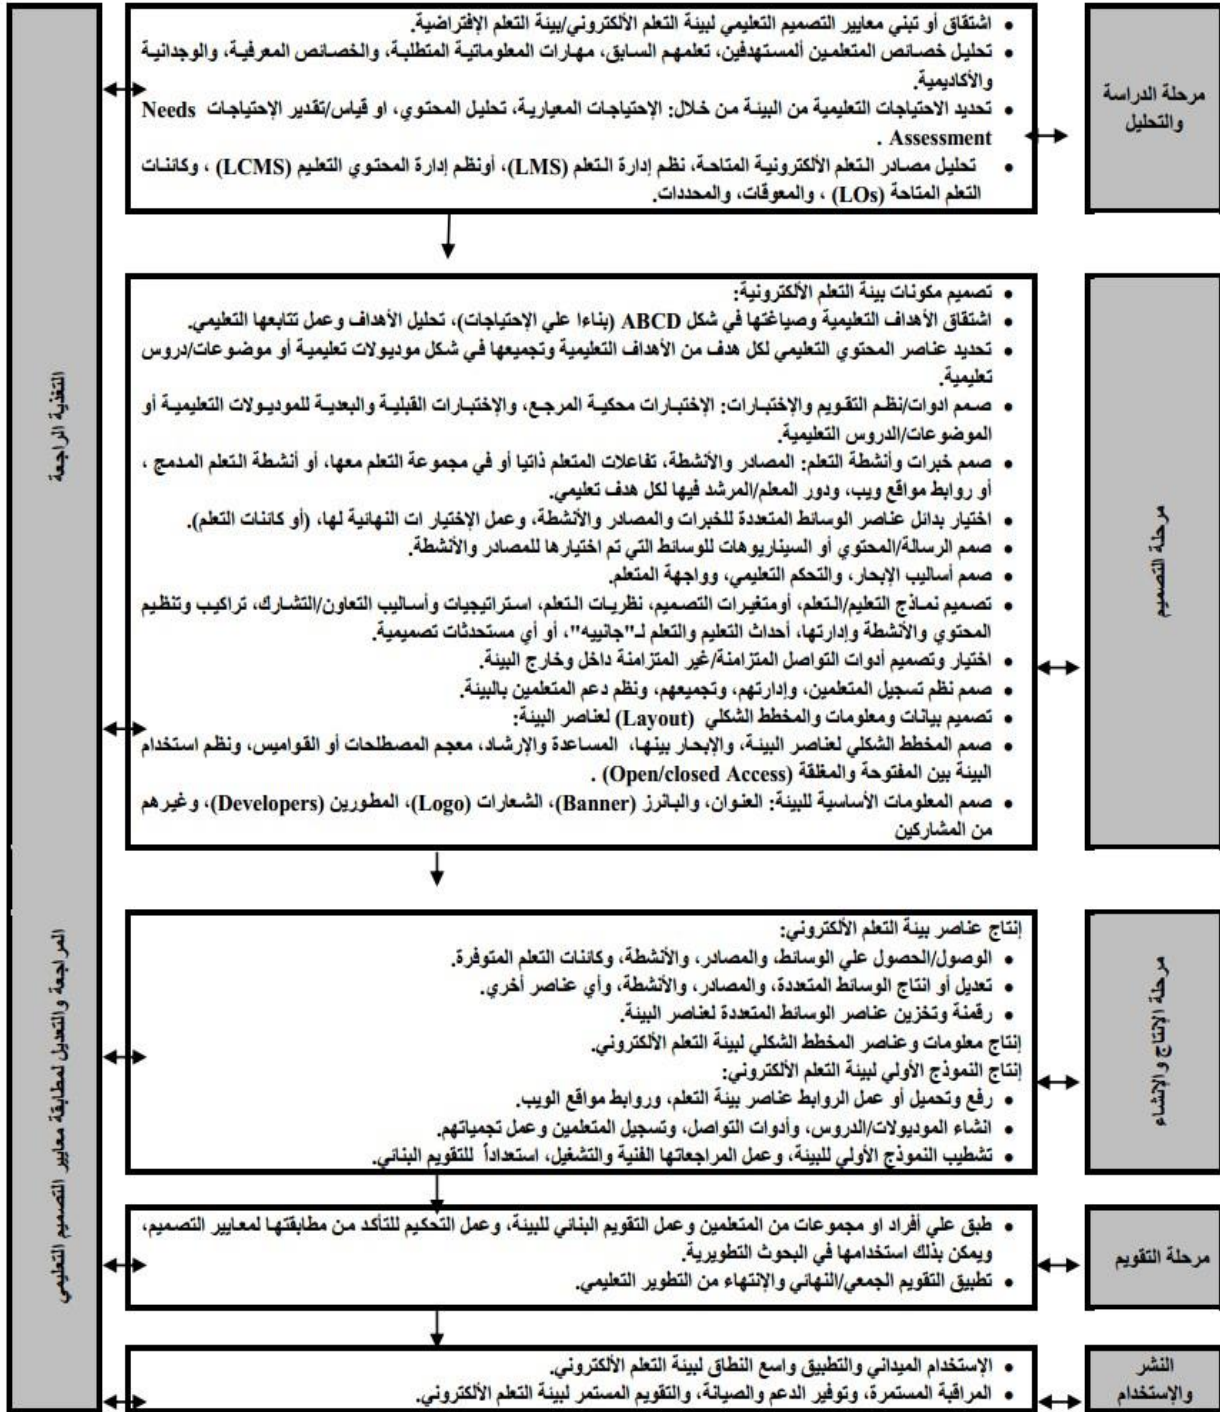 مرحلة الدراسة
والتحليل
• اشتقاق أو تبني معايير التصميم التعليمي لبيئة التعلم الألكتروني/بيئة التعلم الإفتراضية.
• تحليل خصائص المتعلمين ألمستهدفين، تعلمهم السابق، مهارات المعلوماتية المتطلبة، والخصائص المرفية، والوجدانية
والأكاديمية.
• تحديد الاحتياجات التعليمية من البيئة من خلال: الإحتياجات المعيارية، تحليل المحتوي، او قياس/تقدير الإحتياجات Needs
Assessment .
• تحليل مصادر التعلم الألكترونية المتاحة، نظم إدارة التعلم (LMS)، أونظم إدارة المحتوي التعليم (LCMS) ، وكائنات
التعلم المتاحة (LOs) ، والمعوقات، والمحددات.
مرحلة التصميم
• تصميم مكونات بيئة التعلم الألكترونية:
• اشتقاق الأهداف التعليمية وصياغتها في شكل ABCD (بناءا علي الإحتياجات)، تحليل الأهداف وعمل تتابعها التعليمي.
• تحديد عناصر المحتوي التعليمي لكل هدف من الأهداف التعليمية وتجميعها في شكل موديولات تعليمية أو موضوعات/دروس
تعليمية.
• صمم ادوات/نظم التقويم والإختبارات: الإختبارات محكية المرجع، والإختبارات القبلية والبعدية للموديولات التعليمية أو
الموضوعات/الدروس التعليمية.
• صمم خبرات وأنشطة التعلم: المصادر والأنشطة، تفاعلات المتعلم ذاتيا أو في مجموعة التعلم معها، أو أنشطة التعلم المدمج ،
أو روابط مواقع ويب، ودور المعلم/المرشد فيها لكل هدف تعليمي.
• اختيار بدائل عناصر الوسائط المتعددة للخبرات والمصادر والأنشطة، وعمل الإختيار ات النهائية لها، (أو كائنات التعلم).
• صمم الرسالة/المحتوي أو السيناريوهات للوسائط التي تم اختيارها للمصادر والأنشطة.
• صمم أساليب الإبحار، والتحكم التعليمي، وواجهة المتعلم.
• تصميم نماذج التعليم/التعلم، أومتغيرات التصميم، نظريات التعلم، استراتيجيات وأساليب التعاون/التشارك، تراكيب وتنظيم
المحتوي والأنشطة وإدارتها، أحداث التعليم والتعلم لـ"جانييه"، أو أي مستحدثات تصميمية.
• اختيار وتصميم أدوات التواصل المتزامنة/غير المتزامنة داخل وخارج البيئة.
• صمم نظم تسجيل المتعلمين، وإدارتهم، وتجميعهم، ونظم دعم المتعلمين بالبيئة.
• تصميم بيانات ومعلومات والمخطط الشكلي (Layout) لعناصر البيئة:
• صمم المخطط الشكلي لعناصر البيئة، والإبحار بينها، المساعدة والإرشاد، معجم المصطلحات أو القواميس، ونظم استخدام
البيئة بين المفتوحة والمغلقة (Open/closed Access) .
• صمم المعلومات الأساسية للبيئة: العنوان، والبانرز (Banner)، الشعارات (Logo)، المطورين (Developers)، وغيرهم
من المشاركين
مرحلة الإنتاج والإنشاء
إنتاج عناصر بيئة التعلم الألكتروني:
• الوصول/الحصول علي الوسائط، والمصادر، والأنشطة، وكائنات التعلم المتوفرة.
• تعديل أو انتاج الوسائط المتعددة، والمصادر، والأنشطة، وأي عناصر أخري.
• رقمنة وتخزين عناصر الوسائط المتعددة لعناصر البيئة.
إنتاج معلومات وعناصر المخطط الشكلي لبيئة التعلم الألكتروني.
إنتاج النموذج الأولي لبيئة التعلم الألكتروني:
• رفع وتحميل أو عمل الروابط عناصر بيئة التعلم، وروابط مواقع الويب.
• انشاء الموديولات/الدروس، وأدوات التواصل، وتسجيل المتعلمين وعمل تجمياتهم.
• تشطيب النموذج الأولي للبيئة، وعمل المراجعاتها الفنية والتشغيل، استعداداً للتقويم البنائي.
مرحلة التقويم
• طبق علي أفراد او مجموعات من المتعلمين وعمل التقويم البنائي للبيئة، وعمل التحكيم للتأكد من مطابقتها لمعايير التصميم،
ويمكن بذلك استخدامها في البحوث التطويرية.
• تطبيق التقويم الجمعي/النهائي والإنتهاء من التطوير التعليمي.
النشر
والإستخدام
• الإستخدام الميداني والتطبيق واسع النطاق لبيئة التعلم الألكتروني.
• المراقبة المستمرة، وتوفير الدعم والصيانة، والتقويم المستمر لبيئة التعلم الألكتروني.
التغذية الراجعة
المراجعة والتعديل لمطابقة معايير التصميم التعليمي